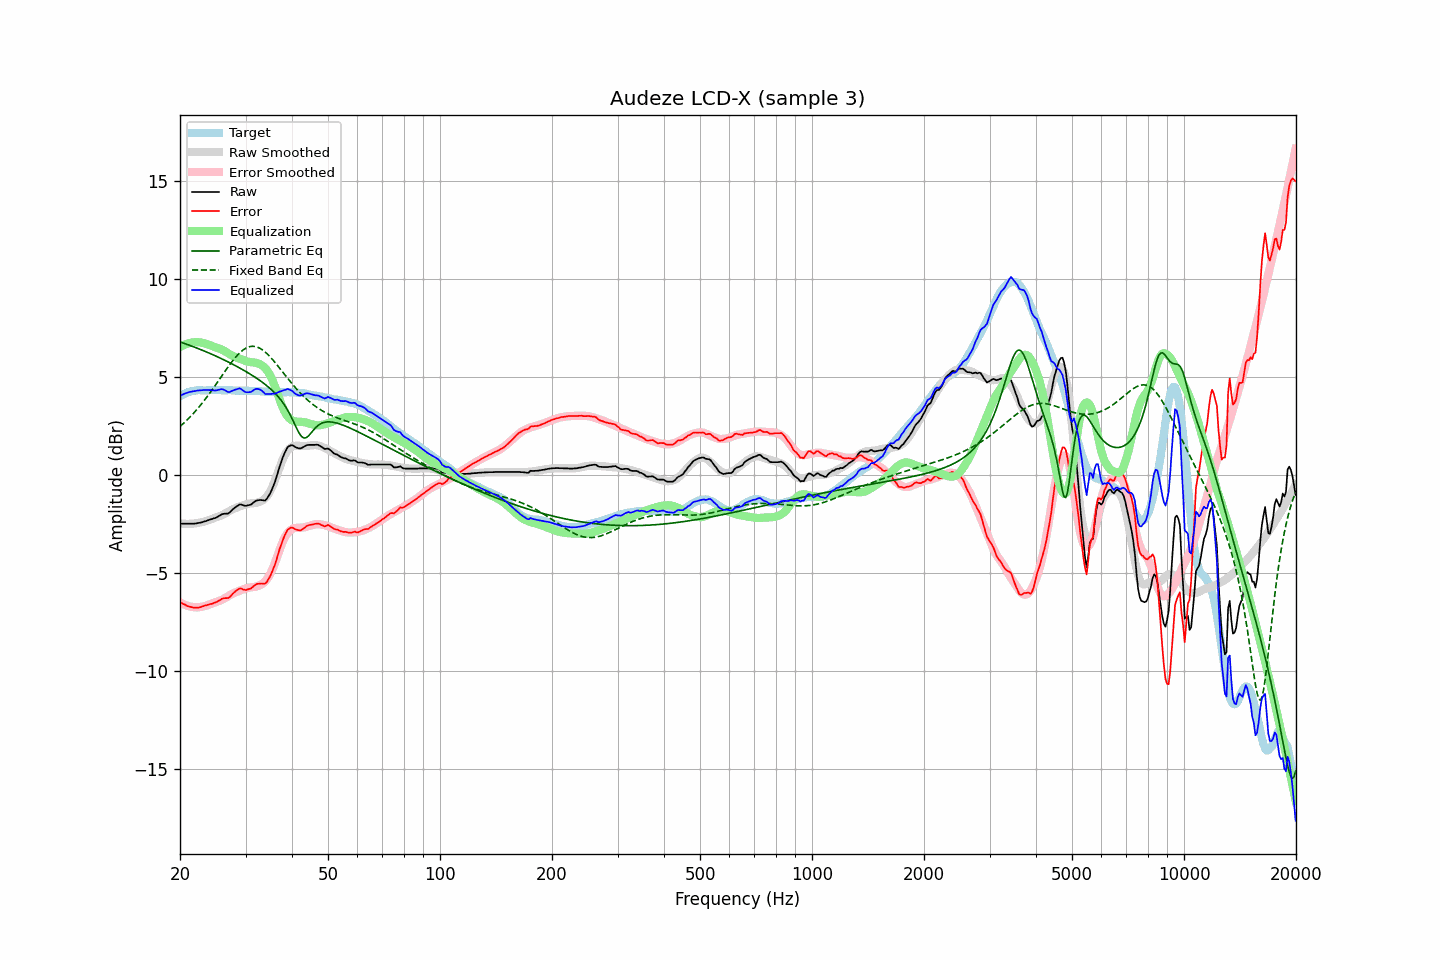 Audeze LCD-X (sample 3)
Target
Raw Smoothed
Error Smoothed
Raw
Error
Equalization
Parametric Eq
Fixed Band Eq
Equalized
Amplitude (dBr)
15
10
5
0
−5
−10
−15
20 50 100 200 500 1000 2000 5000 10000 20000
Frequency (Hz)